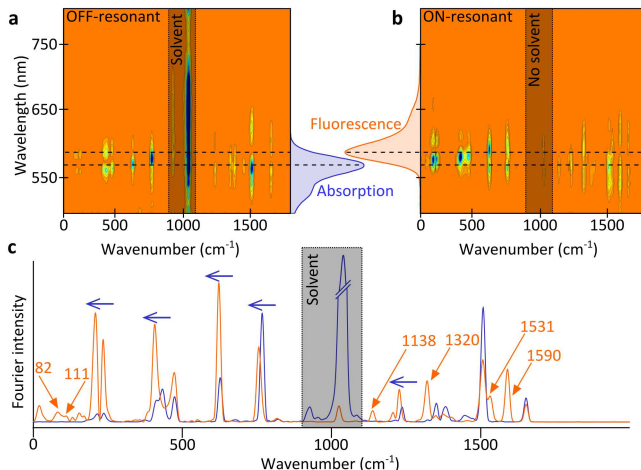 a
OFF-resonant
Solvent
b
ON-resonant
No solvent
Wavelength (nm)
750
650
550
Fluorescence
Absorption
0
500
1000
1500
Wavenumber (cm⁻¹)
0
500
1000
1500
Wavenumber (cm⁻¹)
c
Fourier intensity
Solvent
82
111
1138
1320
1531
1590
0
500
1000
1500
Wavenumber (cm⁻¹)